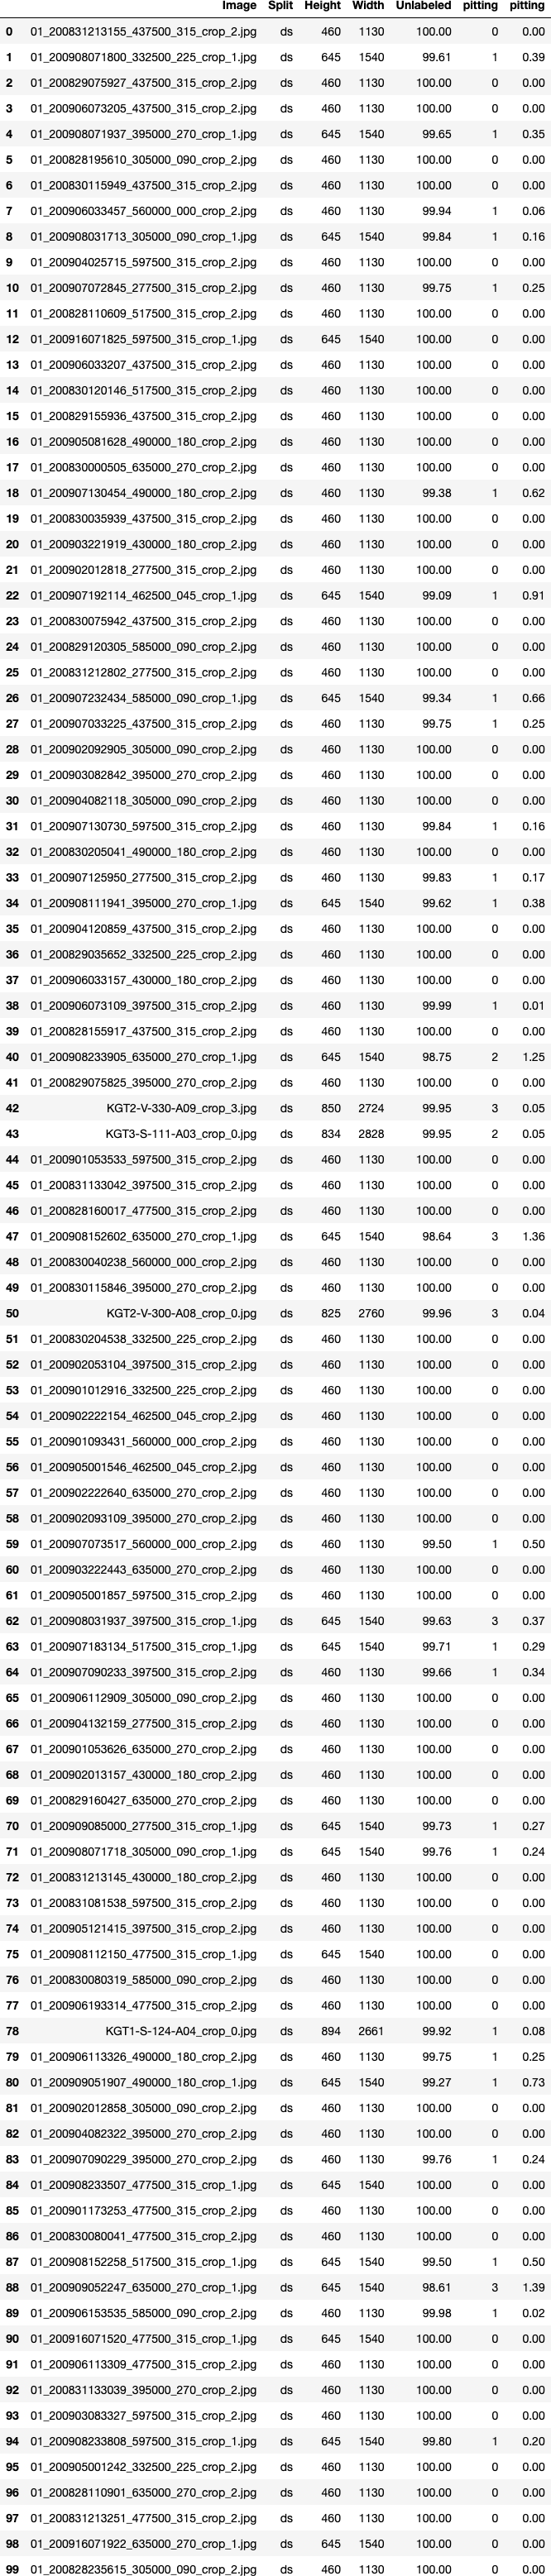 Image Split Height Width Unlabeled pitting pitting
0 01_200831213155_437500_315_crop_2.jpg ds 460 1130 100.00 0 0.00
1 01_200908071800_332500_225_crop_1.jpg ds 645 1540 99.61 1 0.39
2 01_200829075927_437500_315_crop_2.jpg ds 460 1130 100.00 0 0.00
3 01_200906073205_437500_315_crop_2.jpg ds 460 1130 100.00 0 0.00
4 01_200908071937_395000_270_crop_1.jpg ds 645 1540 99.65 1 0.35
5 01_200828195610_305000_090_crop_2.jpg ds 460 1130 100.00 0 0.00
6 01_200830115949_437500_315_crop_2.jpg ds 460 1130 100.00 0 0.00
7 01_200906033457_560000_000_crop_2.jpg ds 460 1130 99.94 1 0.06
8 01_200908031713_305000_090_crop_1.jpg ds 645 1540 99.84 1 0.16
9 01_200904025715_597500_315_crop_2.jpg ds 460 1130 100.00 0 0.00
10 01_200907072845_277500_315_crop_2.jpg ds 460 1130 99.75 1 0.25
11 01_200828110609_517500_315_crop_2.jpg ds 460 1130 100.00 0 0.00
12 01_200916071825_597500_315_crop_1.jpg ds 645 1540 100.00 0 0.00
13 01_200906033207_437500_315_crop_2.jpg ds 460 1130 100.00 0 0.00
14 01_200830120146_517500_315_crop_2.jpg ds 460 1130 100.00 0 0.00
15 01_200829155936_437500_315_crop_2.jpg ds 460 1130 100.00 0 0.00
16 01_200905081628_490000_180_crop_2.jpg ds 460 1130 100.00 0 0.00
17 01_200830000505_635000_270_crop_2.jpg ds 460 1130 100.00 0 0.00
18 01_200907130454_490000_180_crop_2.jpg ds 460 1130 99.38 1 0.62
19 01_200830035939_437500_315_crop_2.jpg ds 460 1130 100.00 0 0.00
20 01_200903221919_430000_180_crop_2.jpg ds 460 1130 100.00 0 0.00
21 01_200902012818_277500_315_crop_2.jpg ds 460 1130 100.00 0 0.00
22 01_200907192114_462500_045_crop_1.jpg ds 645 1540 99.09 1 0.91
23 01_200830075942_437500_315_crop_2.jpg ds 460 1130 100.00 0 0.00
24 01_200829120305_585000_090_crop_2.jpg ds 460 1130 100.00 0 0.00
25 01_200831212802_277500_315_crop_2.jpg ds 460 1130 100.00 0 0.00
26 01_200907232434_585000_090_crop_1.jpg ds 645 1540 99.34 1 0.66
27 01_200907033225_437500_315_crop_2.jpg ds 460 1130 99.75 1 0.25
28 01_200902092905_305000_090_crop_2.jpg ds 460 1130 100.00 0 0.00
29 01_200903082842_395000_270_crop_2.jpg ds 460 1130 100.00 0 0.00
30 01_200904082118_305000_090_crop_2.jpg ds 460 1130 100.00 0 0.00
31 01_200907130730_597500_315_crop_2.jpg ds 460 1130 99.84 1 0.16
32 01_200830205041_490000_180_crop_2.jpg ds 460 1130 100.00 0 0.00
33 01_200907125950_277500_315_crop_2.jpg ds 460 1130 99.83 1 0.17
34 01_200908111941_395000_270_crop_1.jpg ds 645 1540 99.62 1 0.38
35 01_200904120859_437500_315_crop_2.jpg ds 460 1130 100.00 0 0.00
36 01_200829035652_332500_225_crop_2.jpg ds 460 1130 100.00 0 0.00
37 01_200906033157_430000_180_crop_2.jpg ds 460 1130 100.00 0 0.00
38 01_200906073109_397500_315_crop_2.jpg ds 460 1130 99.99 1 0.01
39 01_200828155917_437500_315_crop_2.jpg ds 460 1130 100.00 0 0.00
40 01_200908233905_635000_270_crop_1.jpg ds 645 1540 98.75 2 1.25
41 01_200829075825_395000_270_crop_2.jpg ds 460 1130 100.00 0 0.00
42 KGT2-V-330-A09_crop_3.jpg ds 850 2724 99.95 3 0.05
43 KGT3-S-111-A03_crop_0.jpg ds 834 2828 99.95 2 0.05
44 01_200901053533_597500_315_crop_2.jpg ds 460 1130 100.00 0 0.00
45 01_200831133042_397500_315_crop_2.jpg ds 460 1130 100.00 0 0.00
46 01_200828160017_477500_315_crop_2.jpg ds 460 1130 100.00 0 0.00
47 01_200908152602_635000_270_crop_1.jpg ds 645 1540 98.64 3 1.36
48 01_200830040238_560000_000_crop_2.jpg ds 460 1130 100.00 0 0.00
49 01_200830115846_395000_270_crop_2.jpg ds 460 1130 100.00 0 0.00
50 KGT2-V-300-A08_crop_0.jpg ds 825 2760 99.96 3 0.04
51 01_200830204538_332500_225_crop_2.jpg ds 460 1130 100.00 0 0.00
52 01_200902053104_397500_315_crop_2.jpg ds 460 1130 100.00 0 0.00
53 01_200901012916_332500_225_crop_2.jpg ds 460 1130 100.00 0 0.00
54 01_200902222154_462500_045_crop_2.jpg ds 460 1130 100.00 0 0.00
55 01_200901093431_560000_000_crop_2.jpg ds 460 1130 100.00 0 0.00
56 01_200905001546_462500_045_crop_2.jpg ds 460 1130 100.00 0 0.00
57 01_200902222640_635000_270_crop_2.jpg ds 460 1130 100.00 0 0.00
58 01_200902093109_395000_270_crop_2.jpg ds 460 1130 100.00 0 0.00
59 01_200907073517_560000_000_crop_2.jpg ds 460 1130 99.50 1 0.50
60 01_200903222443_635000_270_crop_2.jpg ds 460 1130 100.00 0 0.00
61 01_200905001857_597500_315_crop_2.jpg ds 460 1130 100.00 0 0.00
62 01_200908031937_397500_315_crop_1.jpg ds 645 1540 99.63 3 0.37
63 01_200907183134_517500_315_crop_1.jpg ds 645 1540 99.71 1 0.29
64 01_200907090233_397500_315_crop_2.jpg ds 460 1130 99.66 1 0.34
65 01_200906112909_305000_090_crop_2.jpg ds 460 1130 100.00 0 0.00
66 01_200904132159_277500_315_crop_2.jpg ds 460 1130 100.00 0 0.00
67 01_200901053626_635000_270_crop_2.jpg ds 460 1130 100.00 0 0.00
68 01_200902013157_430000_180_crop_2.jpg ds 460 1130 100.00 0 0.00
69 01_200829160427_635000_270_crop_2.jpg ds 460 1130 100.00 0 0.00
70 01_200909085000_277500_315_crop_1.jpg ds 645 1540 99.73 1 0.27
71 01_200908071718_305000_090_crop_1.jpg ds 645 1540 99.76 1 0.24
72 01_200831213145_430000_180_crop_2.jpg ds 460 1130 100.00 0 0.00
73 01_200831081538_597500_315_crop_2.jpg ds 460 1130 100.00 0 0.00
74 01_200905121415_397500_315_crop_2.jpg ds 460 1130 100.00 0 0.00
75 01_200908112150_477500_315_crop_1.jpg ds 645 1540 100.00 0 0.00
76 01_200830080319_585000_090_crop_2.jpg ds 460 1130 100.00 0 0.00
77 01_200906193314_477500_315_crop_2.jpg ds 460 1130 100.00 0 0.00
78 KGT1-S-124-A04_crop_0.jpg ds 894 2661 99.92 1 0.08
79 01_200906113326_490000_180_crop_2.jpg ds 460 1130 99.75 1 0.25
80 01_200909051907_490000_180_crop_1.jpg ds 645 1540 99.27 1 0.73
81 01_200902012858_305000_090_crop_2.jpg ds 460 1130 100.00 0 0.00
82 01_200904082322_395000_270_crop_2.jpg ds 460 1130 100.00 0 0.00
83 01_200907090229_395000_270_crop_2.jpg ds 460 1130 99.76 1 0.24
84 01_200908233507_477500_315_crop_1.jpg ds 645 1540 100.00 0 0.00
85 01_200901173253_477500_315_crop_2.jpg ds 460 1130 100.00 0 0.00
86 01_200830080041_477500_315_crop_2.jpg ds 460 1130 100.00 0 0.00
87 01_200908152258_517500_315_crop_1.jpg ds 645 1540 99.50 1 0.50
88 01_200909052247_635000_270_crop_1.jpg ds 645 1540 98.61 3 1.39
89 01_200906153535_585000_090_crop_2.jpg ds 460 1130 99.98 1 0.02
90 01_200916071520_477500_315_crop_1.jpg ds 645 1540 100.00 0 0.00
91 01_200906113309_477500_315_crop_2.jpg ds 460 1130 100.00 0 0.00
92 01_200831133039_395000_270_crop_2.jpg ds 460 1130 100.00 0 0.00
93 01_200903083327_597500_315_crop_2.jpg ds 460 1130 100.00 0 0.00
94 01_200908233808_597500_315_crop_1.jpg ds 645 1540 99.80 1 0.20
95 01_200905001242_332500_225_crop_2.jpg ds 460 1130 100.00 0 0.00
96 01_200828110901_635000_270_crop_2.jpg ds 460 1130 100.00 0 0.00
97 01_200831213251_477500_315_crop_2.jpg ds 460 1130 100.00 0 0.00
98 01_200916071922_635000_270_crop_1.jpg ds 645 1540 100.00 0 0.00
99 01_200828235615_305000_090_crop_2.jpg ds 460 1130 100.00 0 0.00